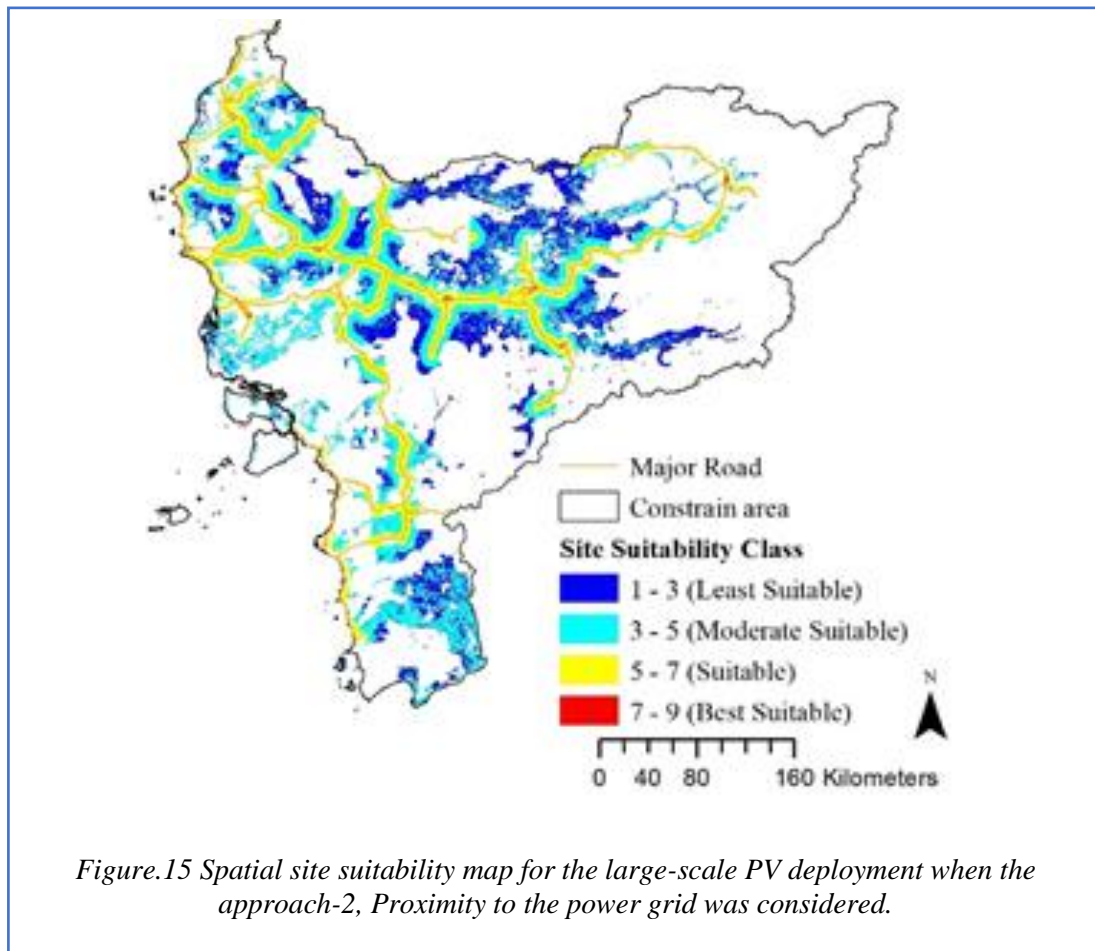 Major Road
Constrain area
Site Suitability Class
1 - 3 (Least Suitable)
3 - 5 (Moderate Suitable)
5 - 7 (Suitable)
7 - 9 (Best Suitable)
N
0 40 80 160 Kilometers
Figure.15 Spatial site suitability map for the large-scale PV deployment when the
approach-2, Proximity to the power grid was considered.